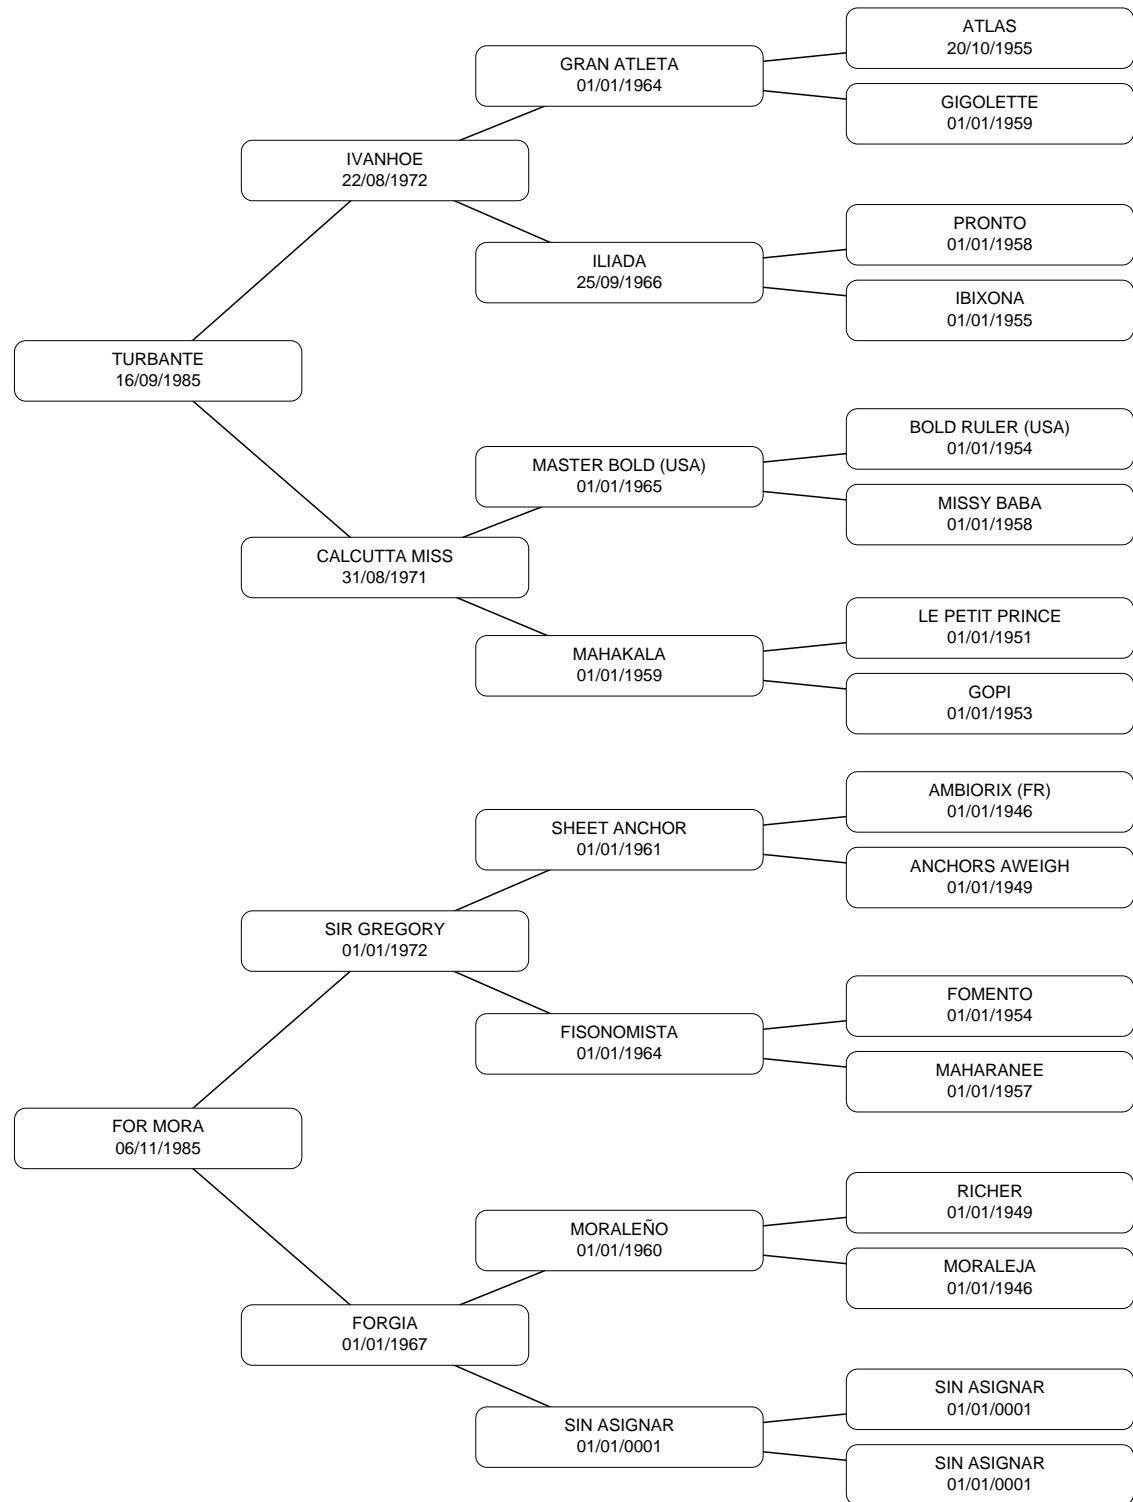 ATLAS
20/10/1955
GRAN ATLETA
01/01/1964
GIGOLETTE
01/01/1959
IVANHOE
22/08/1972
PRONTO
01/01/1958
ILIADA
25/09/1966
IBIXONA
01/01/1955
TURBANTE
16/09/1985
BOLD RULER (USA)
01/01/1954
MASTER BOLD (USA)
01/01/1965
MISSY BABA
01/01/1958
CALCUTTA MISS
31/08/1971
LE PETIT PRINCE
01/01/1951
MAHAKALA
01/01/1959
GOPI
01/01/1953
AMBIORIX (FR)
01/01/1946
SHEET ANCHOR
01/01/1961
ANCHORS AWEIGH
01/01/1949
SIR GREGORY
01/01/1972
FOMENTO
01/01/1954
FISONOMISTA
01/01/1964
MAHARANEE
01/01/1957
FOR MORA
06/11/1985
RICHER
01/01/1949
MORALEÑO
01/01/1960
MORALEJA
01/01/1946
FORGIA
01/01/1967
SIN ASIGNAR
01/01/0001
SIN ASIGNAR
01/01/0001
SIN ASIGNAR
01/01/0001